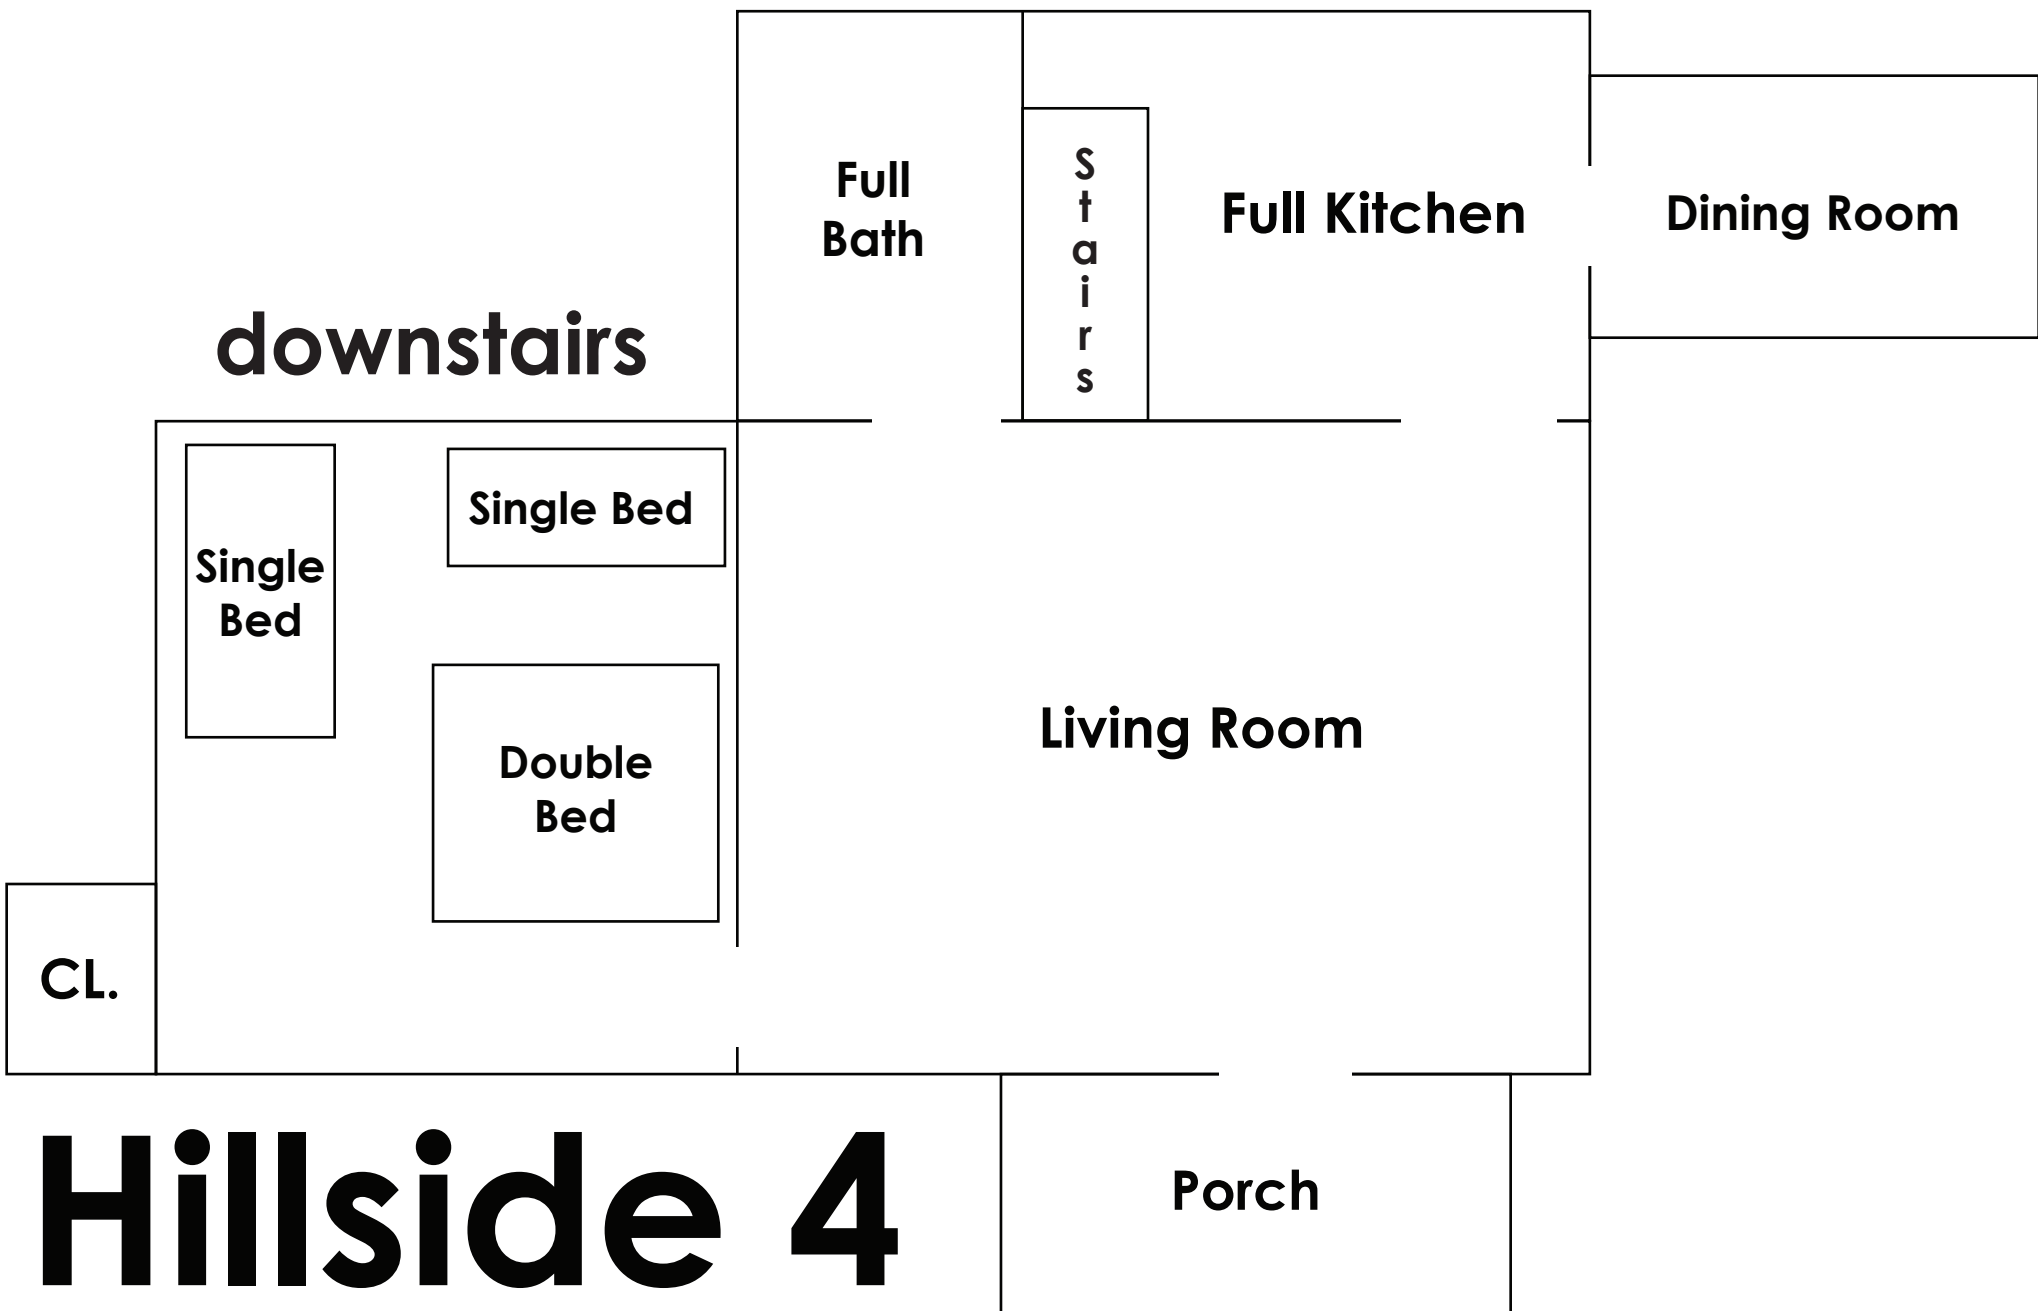 Full
Bath
S
t
a
i
r
s
Full Kitchen
Dining Room
downstairs
Single Bed
Single
Bed
Double
Bed
Living Room
CL.
Hillside 4
Porch